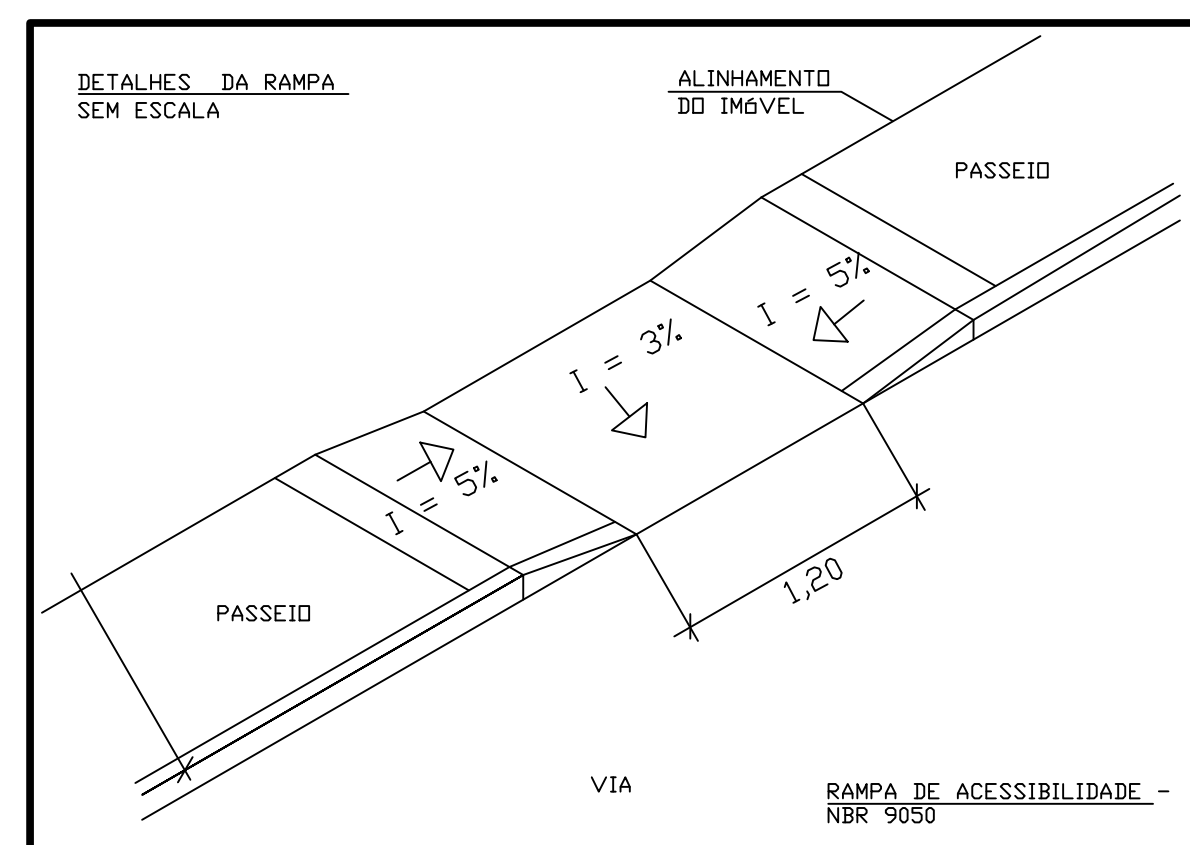 DETALHES DA RAMPA
SEM ESCALA
ALINHAMENTO
DO IMóVEL
PASSEIO
I = 5%
I = 3%
I = 5%
PASSEIO
1,20
VIA
RAMPA DE ACESSIBILIDADE -
NBR 9050